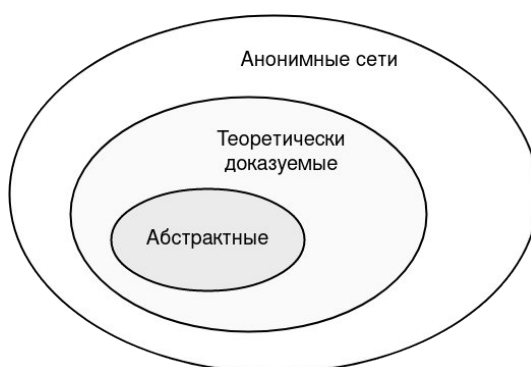 Анонимные сети
Теоретически
доказуемые
Абстрактные